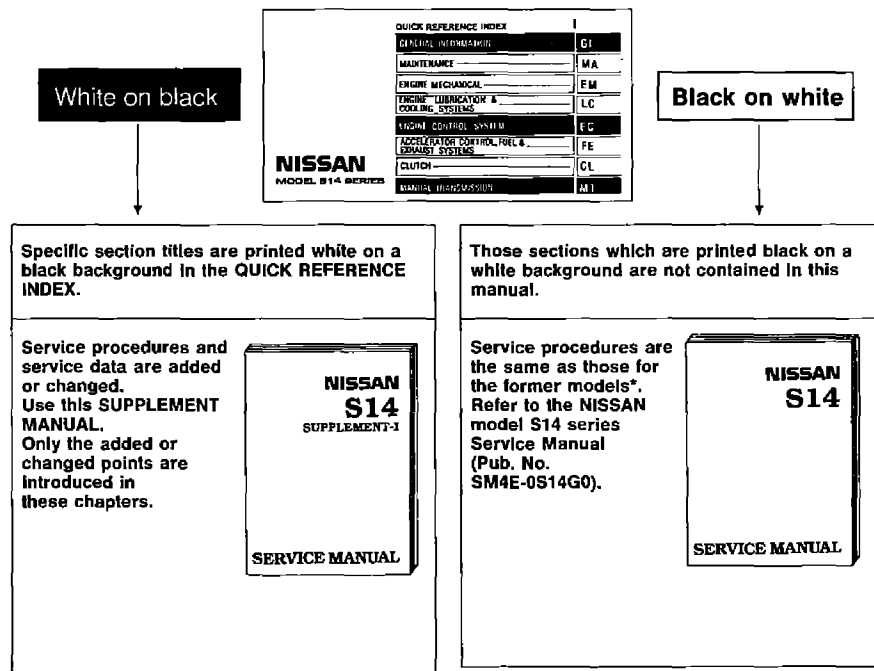 QUICK REFERENCE INDEX
GENERAL INFORMATION GI
MAINTENANCE MA
ENGINE MECHANICAL EM
ENGINE LUBRICATION & COOLING SYSTEMS LC
ENGINE CONTROL SYSTEM EC
ACCELERATOR CONTROL, FUEL & EXHAUST SYSTEMS FE
CLUTCH CL
MANUAL TRANSMISSION MT
NISSAN
MODEL S14 SERIES
White on black
Black on white
Specific section titles are printed white on a
black background in the QUICK REFERENCE
INDEX.
Service procedures and
service data are added
or changed.
Use this SUPPLEMENT
MANUAL.
Only the added or
changed points are
introduced in
these chapters.
NISSAN
S14
SUPPLEMENT-I
SERVICE MANUAL
Those sections which are printed black on a
white background are not contained in this
manual.
Service procedures are
the same as those for
the former models*.
Refer to the NISSAN
model S14 series
Service Manual
(Pub. No.
SM4E-0S14G0).
NISSAN
S14
SERVICE MANUAL